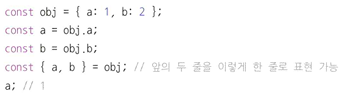 const obj = { a: 1, b: 2 };
const a = obj.a;
const b = obj.b;
const { a, b } = obj; // 앞의 두 줄을 이렇게 한 줄로 표현 가능
a; // 1